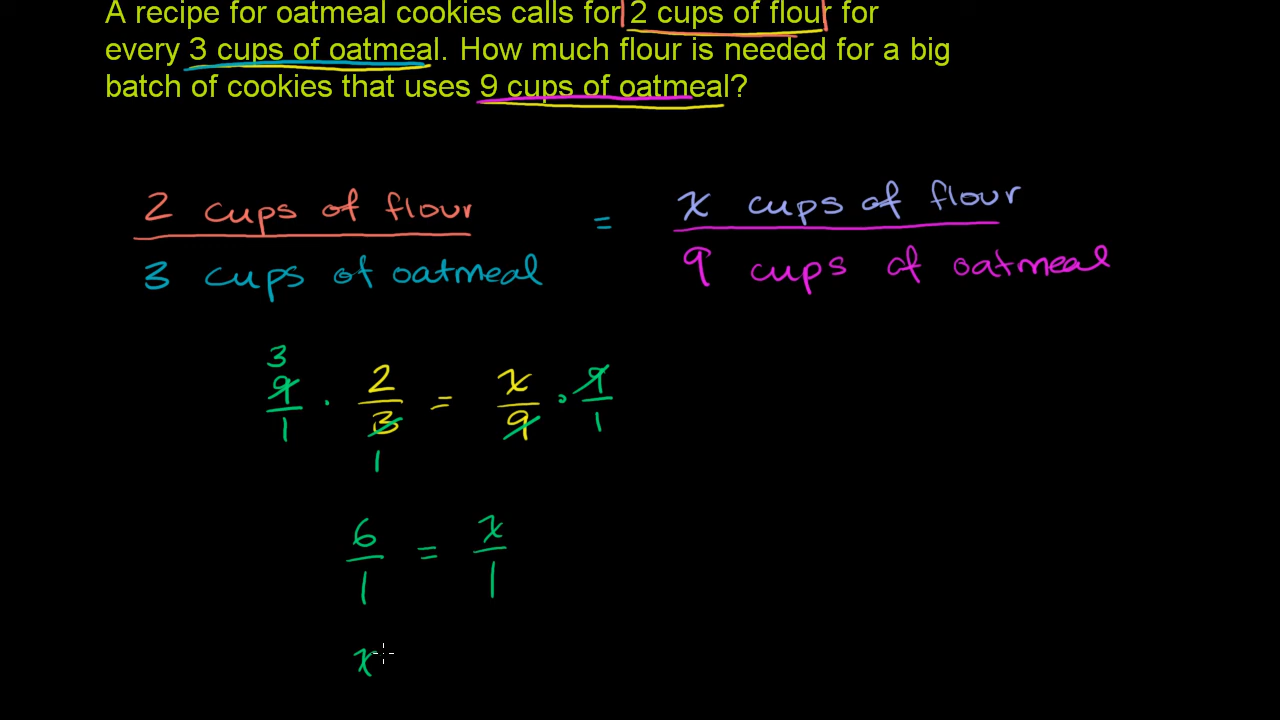 A recipe for oatmeal cookies calls for 2 cups of flour for
every 3 cups of oatmeal. How much flour is needed for a big
batch of cookies that uses 9 cups of oatmeal?
2 cups of flour = x cups of flour
3 cups of oatmeal 9 cups of oatmeal
3
9/1 · 2/3 = x/9 · 9/1
1
6/1 = x/1
x